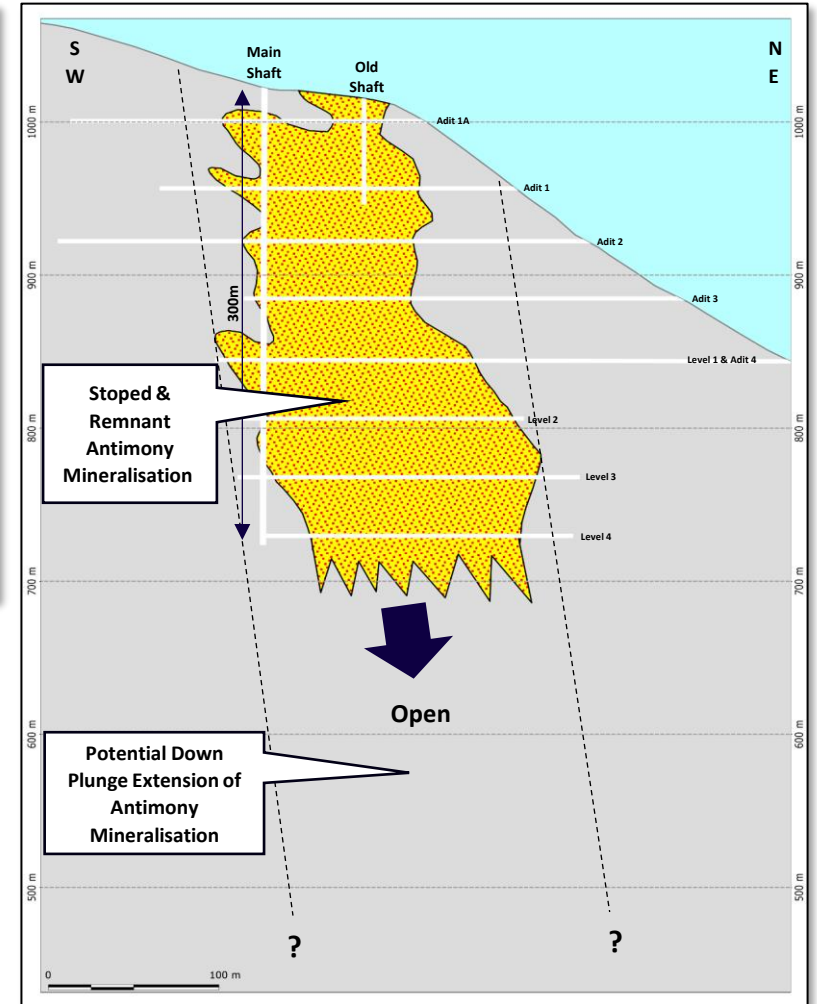 S
W
N
E
Main
Shaft
Old
Shaft
Adit 1A
1000 m
1000 m
Adit 1
Adit 2
900 m
900 m
Adit 3
300m
Level 1 & Adit 4
Stoped &
Remnant
Antimony
Mineralisation
Level 2
800 m
800 m
Level 3
Level 4
700 m
700 m
Open
600 m
600 m
Potential Down
Plunge Extension of
Antimony
Mineralisation
500 m
500 m
?
?
0
100 m